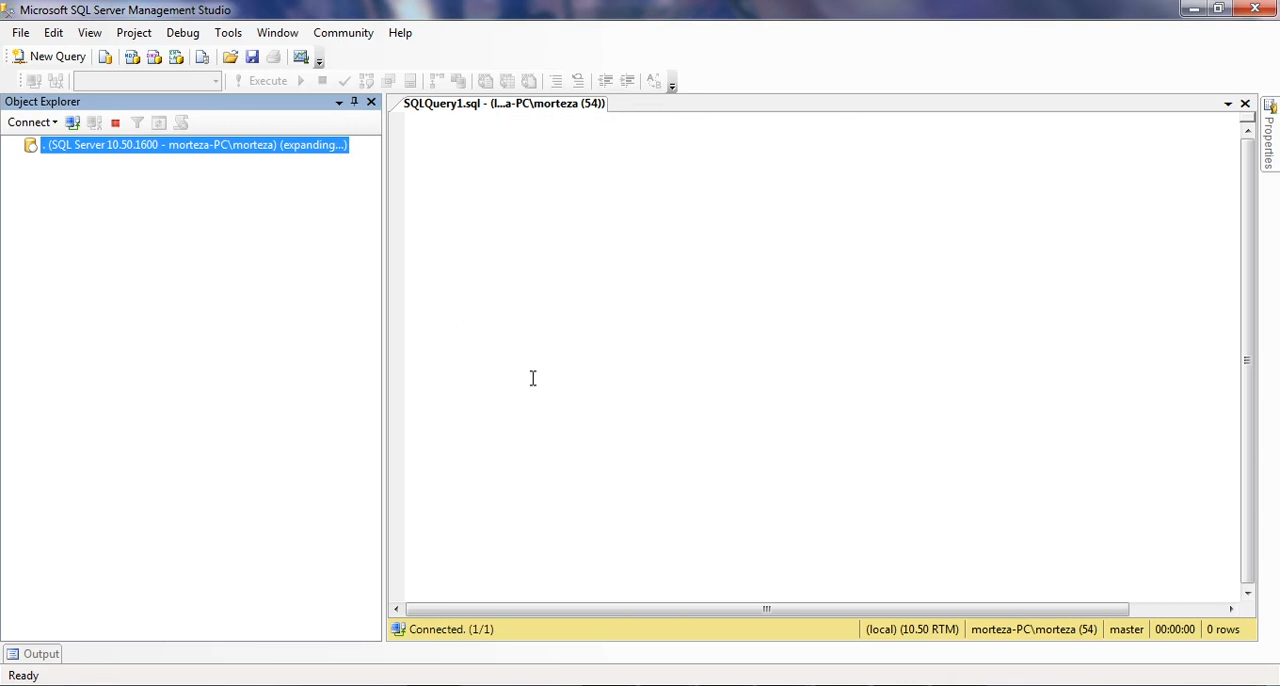 Microsoft SQL Server Management Studio
File Edit View Project Debug Tools Window Community Help
New Query
Execute
Object Explorer
SQLQuery1.sql - (l...a-PC\morteza (54))
Connect
. (SQL Server 10.50.1600 - morteza-PC\morteza) (expanding...)
Properties
Connected. (1/1)
(local) (10.50 RTM) morteza-PC\morteza (54) master 00:00:00 0 rows
Output
Ready